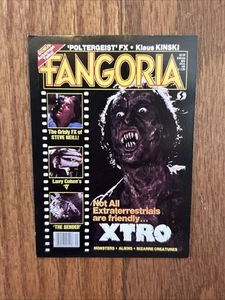 'POLTERGEIST' FX • Klaus KINSKI
FANGORIA
The Grisly FX of
STEVE NEILL!
Larry Cohen's
'Q'
'THE SENDER'
Not All
Extraterrestrials
are friendly...
XTRO
MONSTERS • ALIENS • BIZARRE CREATURES